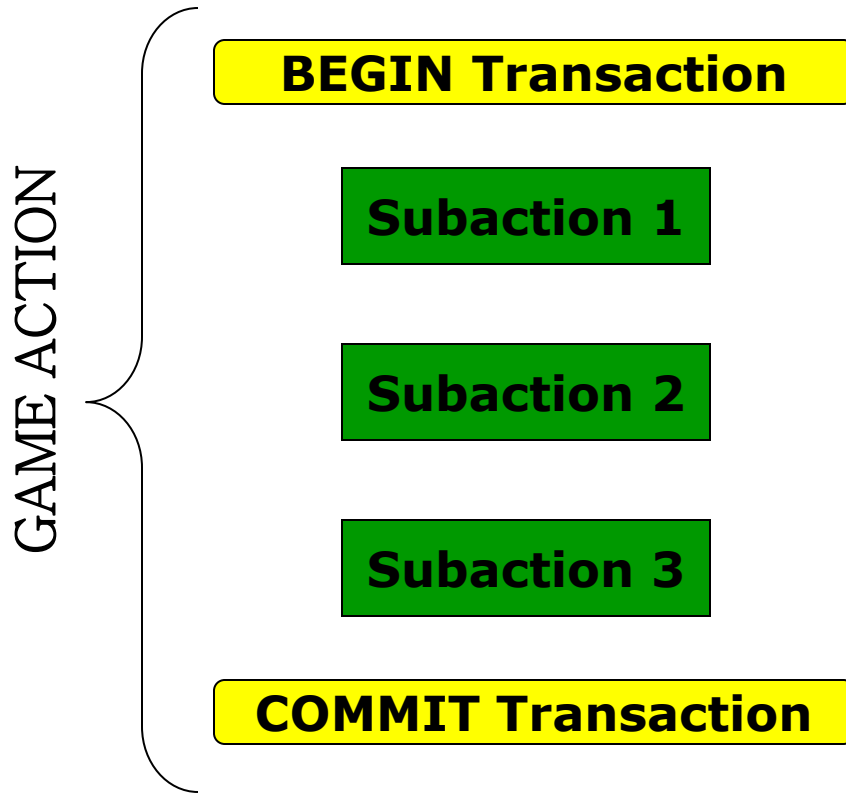 GAME ACTION
BEGIN Transaction
Subaction 1
Subaction 2
Subaction 3
COMMIT Transaction